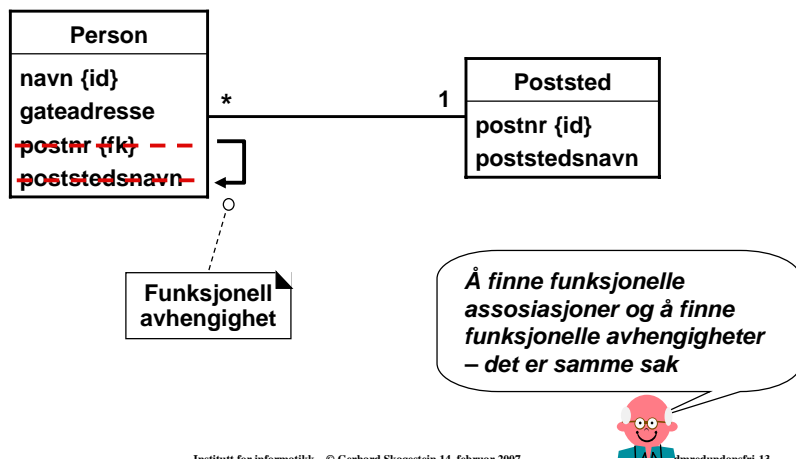 Person
navn {id}
gateadresse
postnr {fk}
poststedsnavn
*
1
Poststed
postnr {id}
poststedsnavn
Funksjonell
avhengighet
Å finne funksjonelle
assosiasjoner og å finne
funksjonelle avhengigheter
– det er samme sak
Institutt for informatikk – © Gerhard Skagestein 14. februar 2007